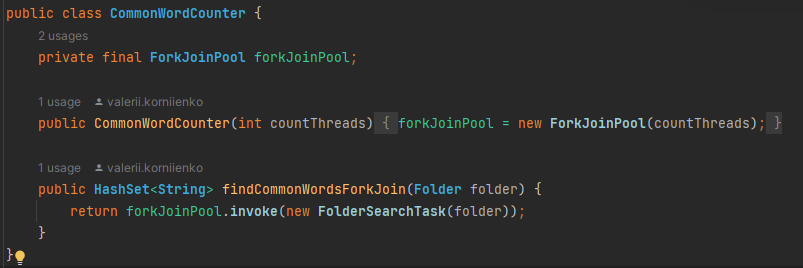 public class CommonWordCounter {
2 usages
private final ForkJoinPool forkJoinPool;
1 usage valerii.korniienko
public CommonWordCounter(int countThreads) { forkJoinPool = new ForkJoinPool(countThreads); }
1 usage valerii.korniienko
public HashSet<String> findCommonWordsForkJoin(Folder folder) {
return forkJoinPool.invoke(new FolderSearchTask(folder));
}
}